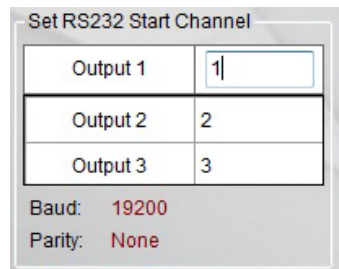 Set RS232 Start Channel
Output 1 1
Output 2 2
Output 3 3
Baud: 19200
Parity: None